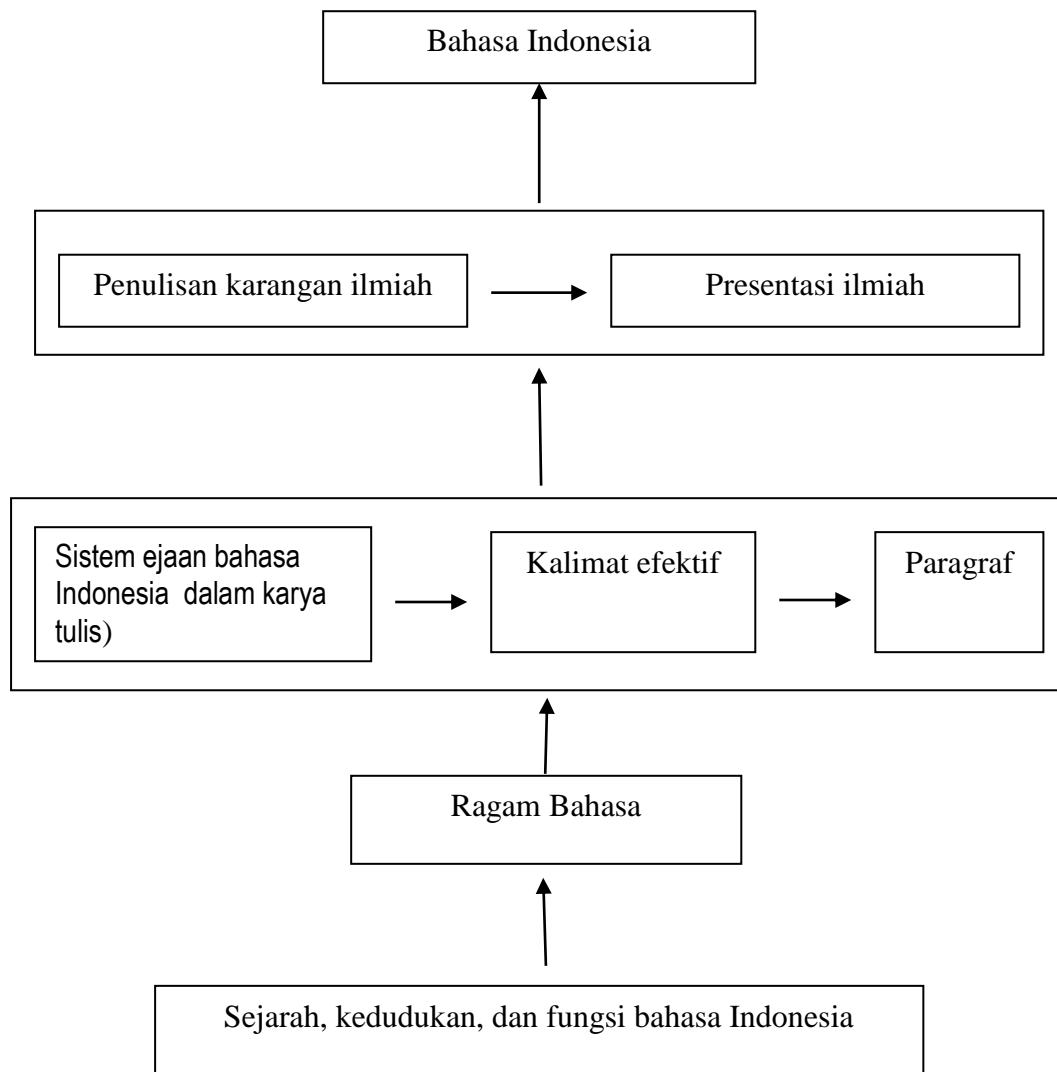 Bahasa Indonesia
Penulisan karangan ilmiah
Presentasi ilmiah
Sistem ejaan bahasa
Indonesia  dalam karya
tulis)
Kalimat efektif
Paragraf
Ragam Bahasa
Sejarah, kedudukan, dan fungsi bahasa Indonesia